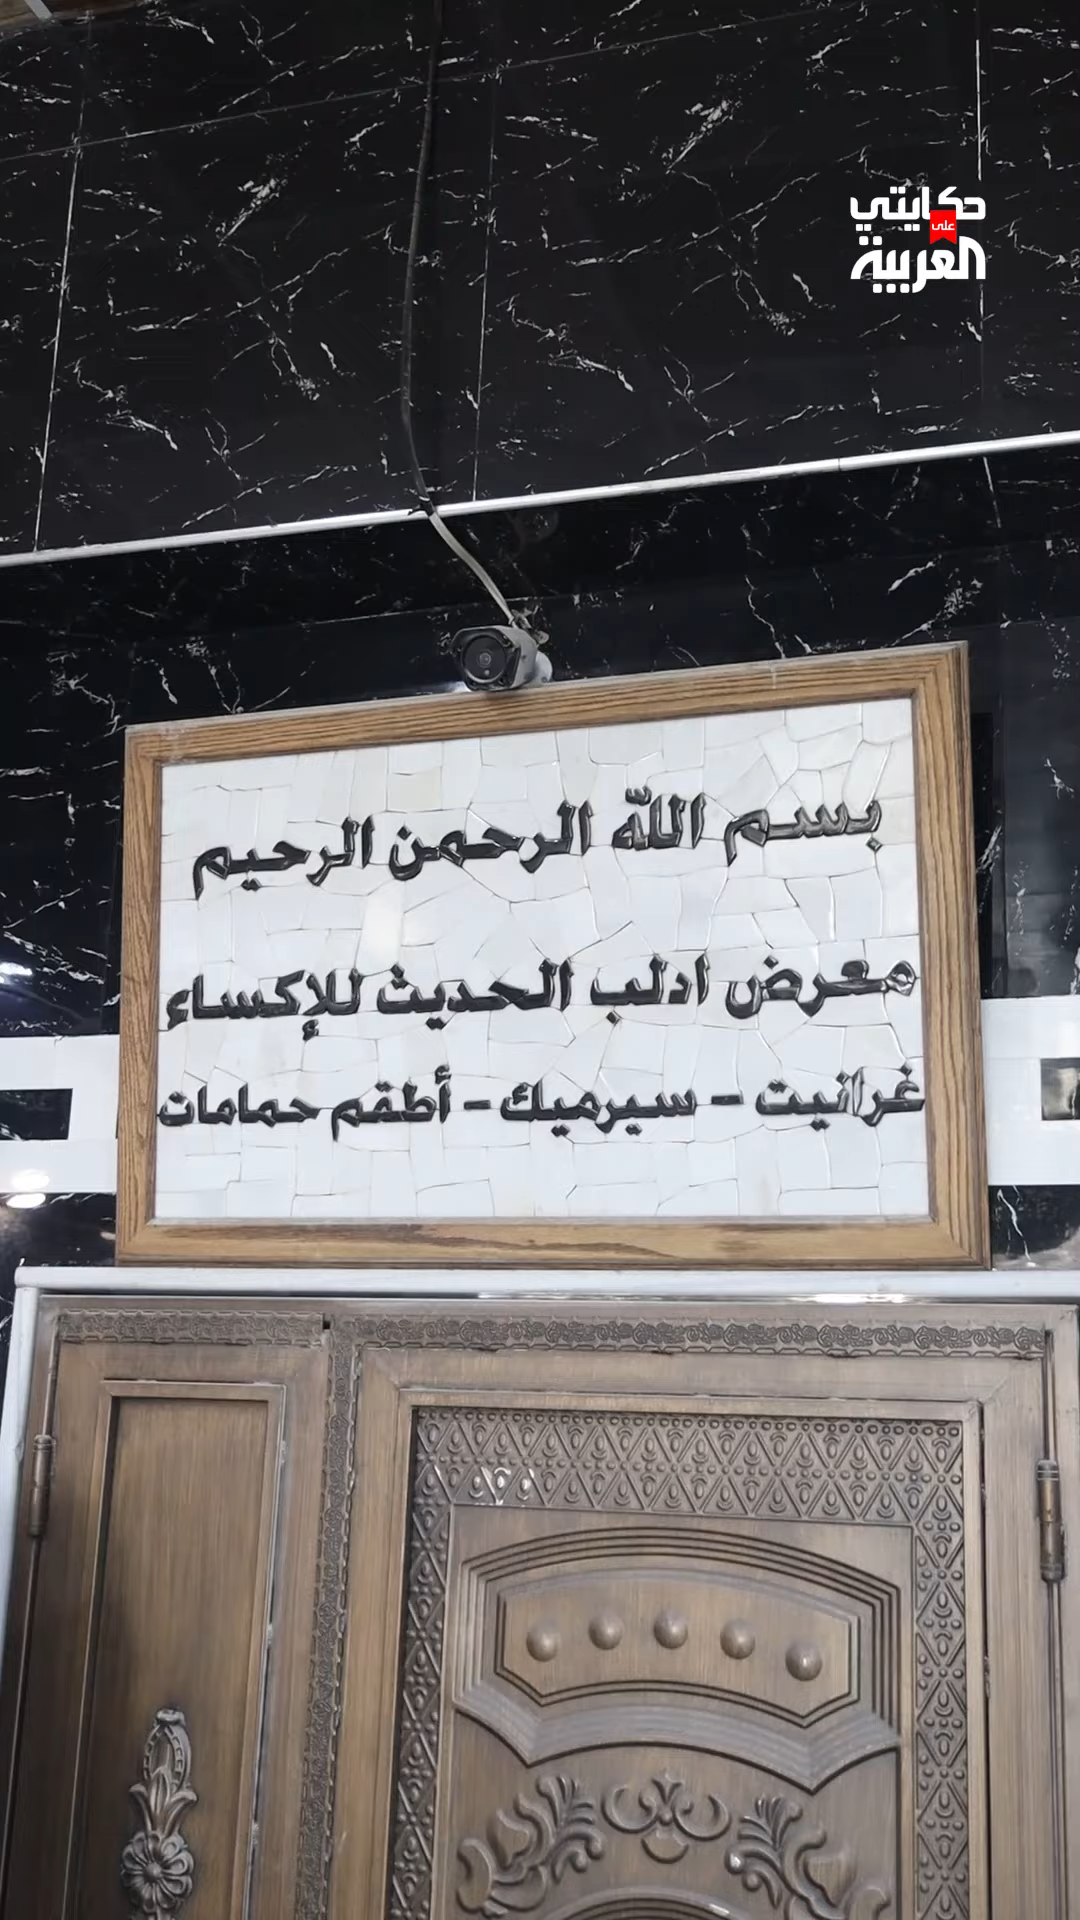 حكايتي
على
العربية
بسم الله الرحمن الرحيم
معرض ادلب الحديث للإكساء
غرانيت - سيرميك - أطقم حمامات